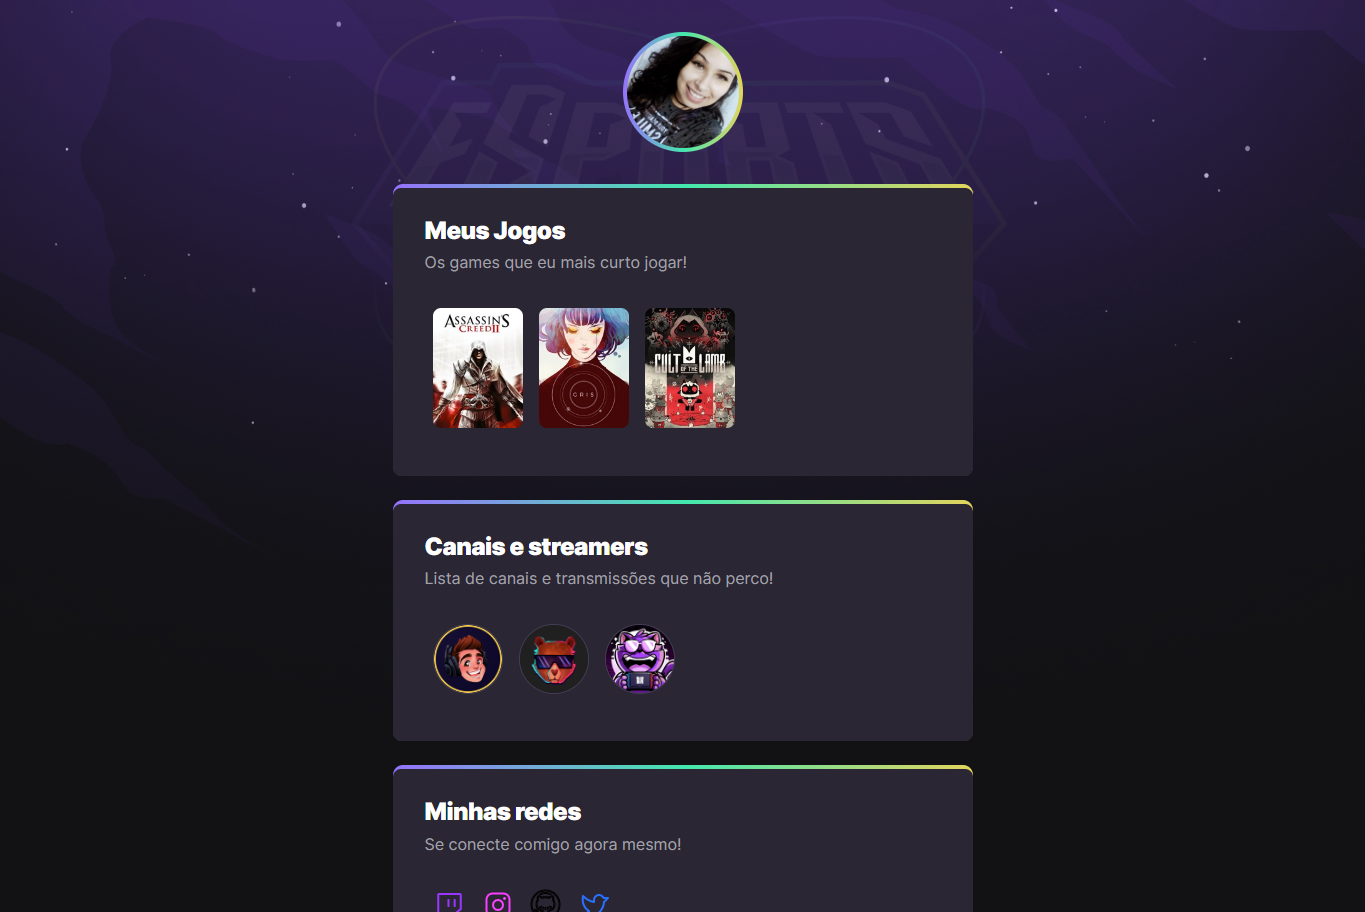 ESPORTS
Meus Jogos
Os games que eu mais curto jogar!
ASSASSIN'S
CREED II
GRIS
CULT
OF THE
LAMB
Canais e streamers
Lista de canais e transmissões que não perco!
Minhas redes
Se conecte comigo agora mesmo!